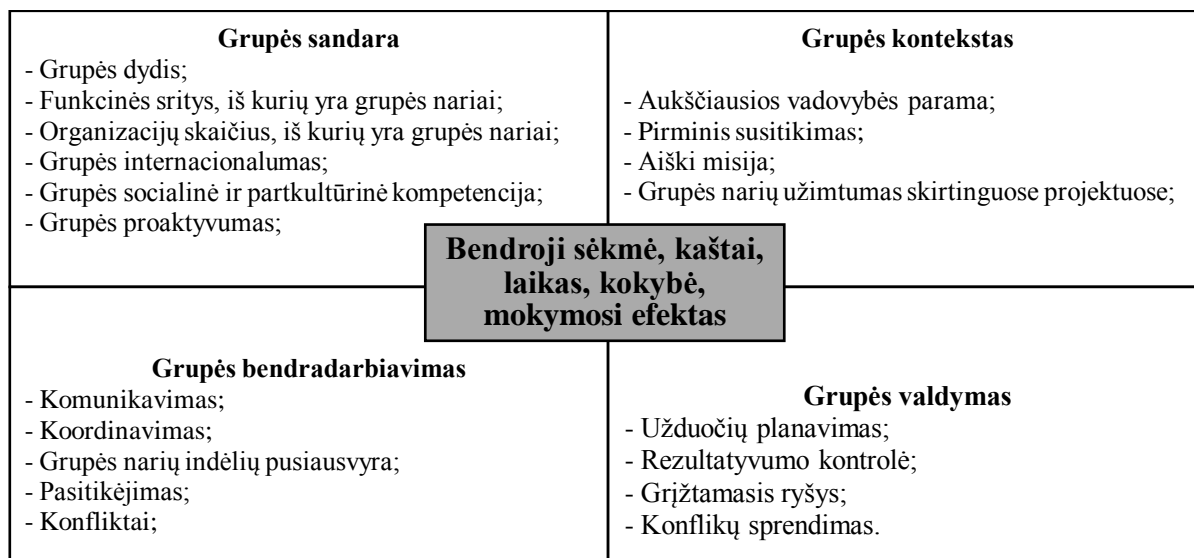 Grupės sandara
- Grupės dydis;
- Funkcinės sritys, iš kurių yra grupės nariai;
- Organizacijų skaičius, iš kurių yra grupės nariai;
- Grupės internacionalumas;
- Grupės socialinė ir partkultūrinė kompetencija;
- Grupės proaktyvumas;
Grupės kontekstas
- Aukščiausios vadovybės parama;
- Pirminis susitikimas;
- Aiški misija;
- Grupės narių užimtumas skirtinguose projektuose;
Bendroji sėkmė, kaštai,
laikas, kokybė,
mokymosi efektas
Grupės bendradarbiavimas
- Komunikavimas;
- Koordinavimas;
- Grupės narių indėlių pusiausvyra;
- Pasitikėjimas;
- Konfliktai;
Grupės valdymas
- Užduočių planavimas;
- Rezultatyvumo kontrolė;
- Grįžtamasis ryšys;
- Konflikų sprendimas.